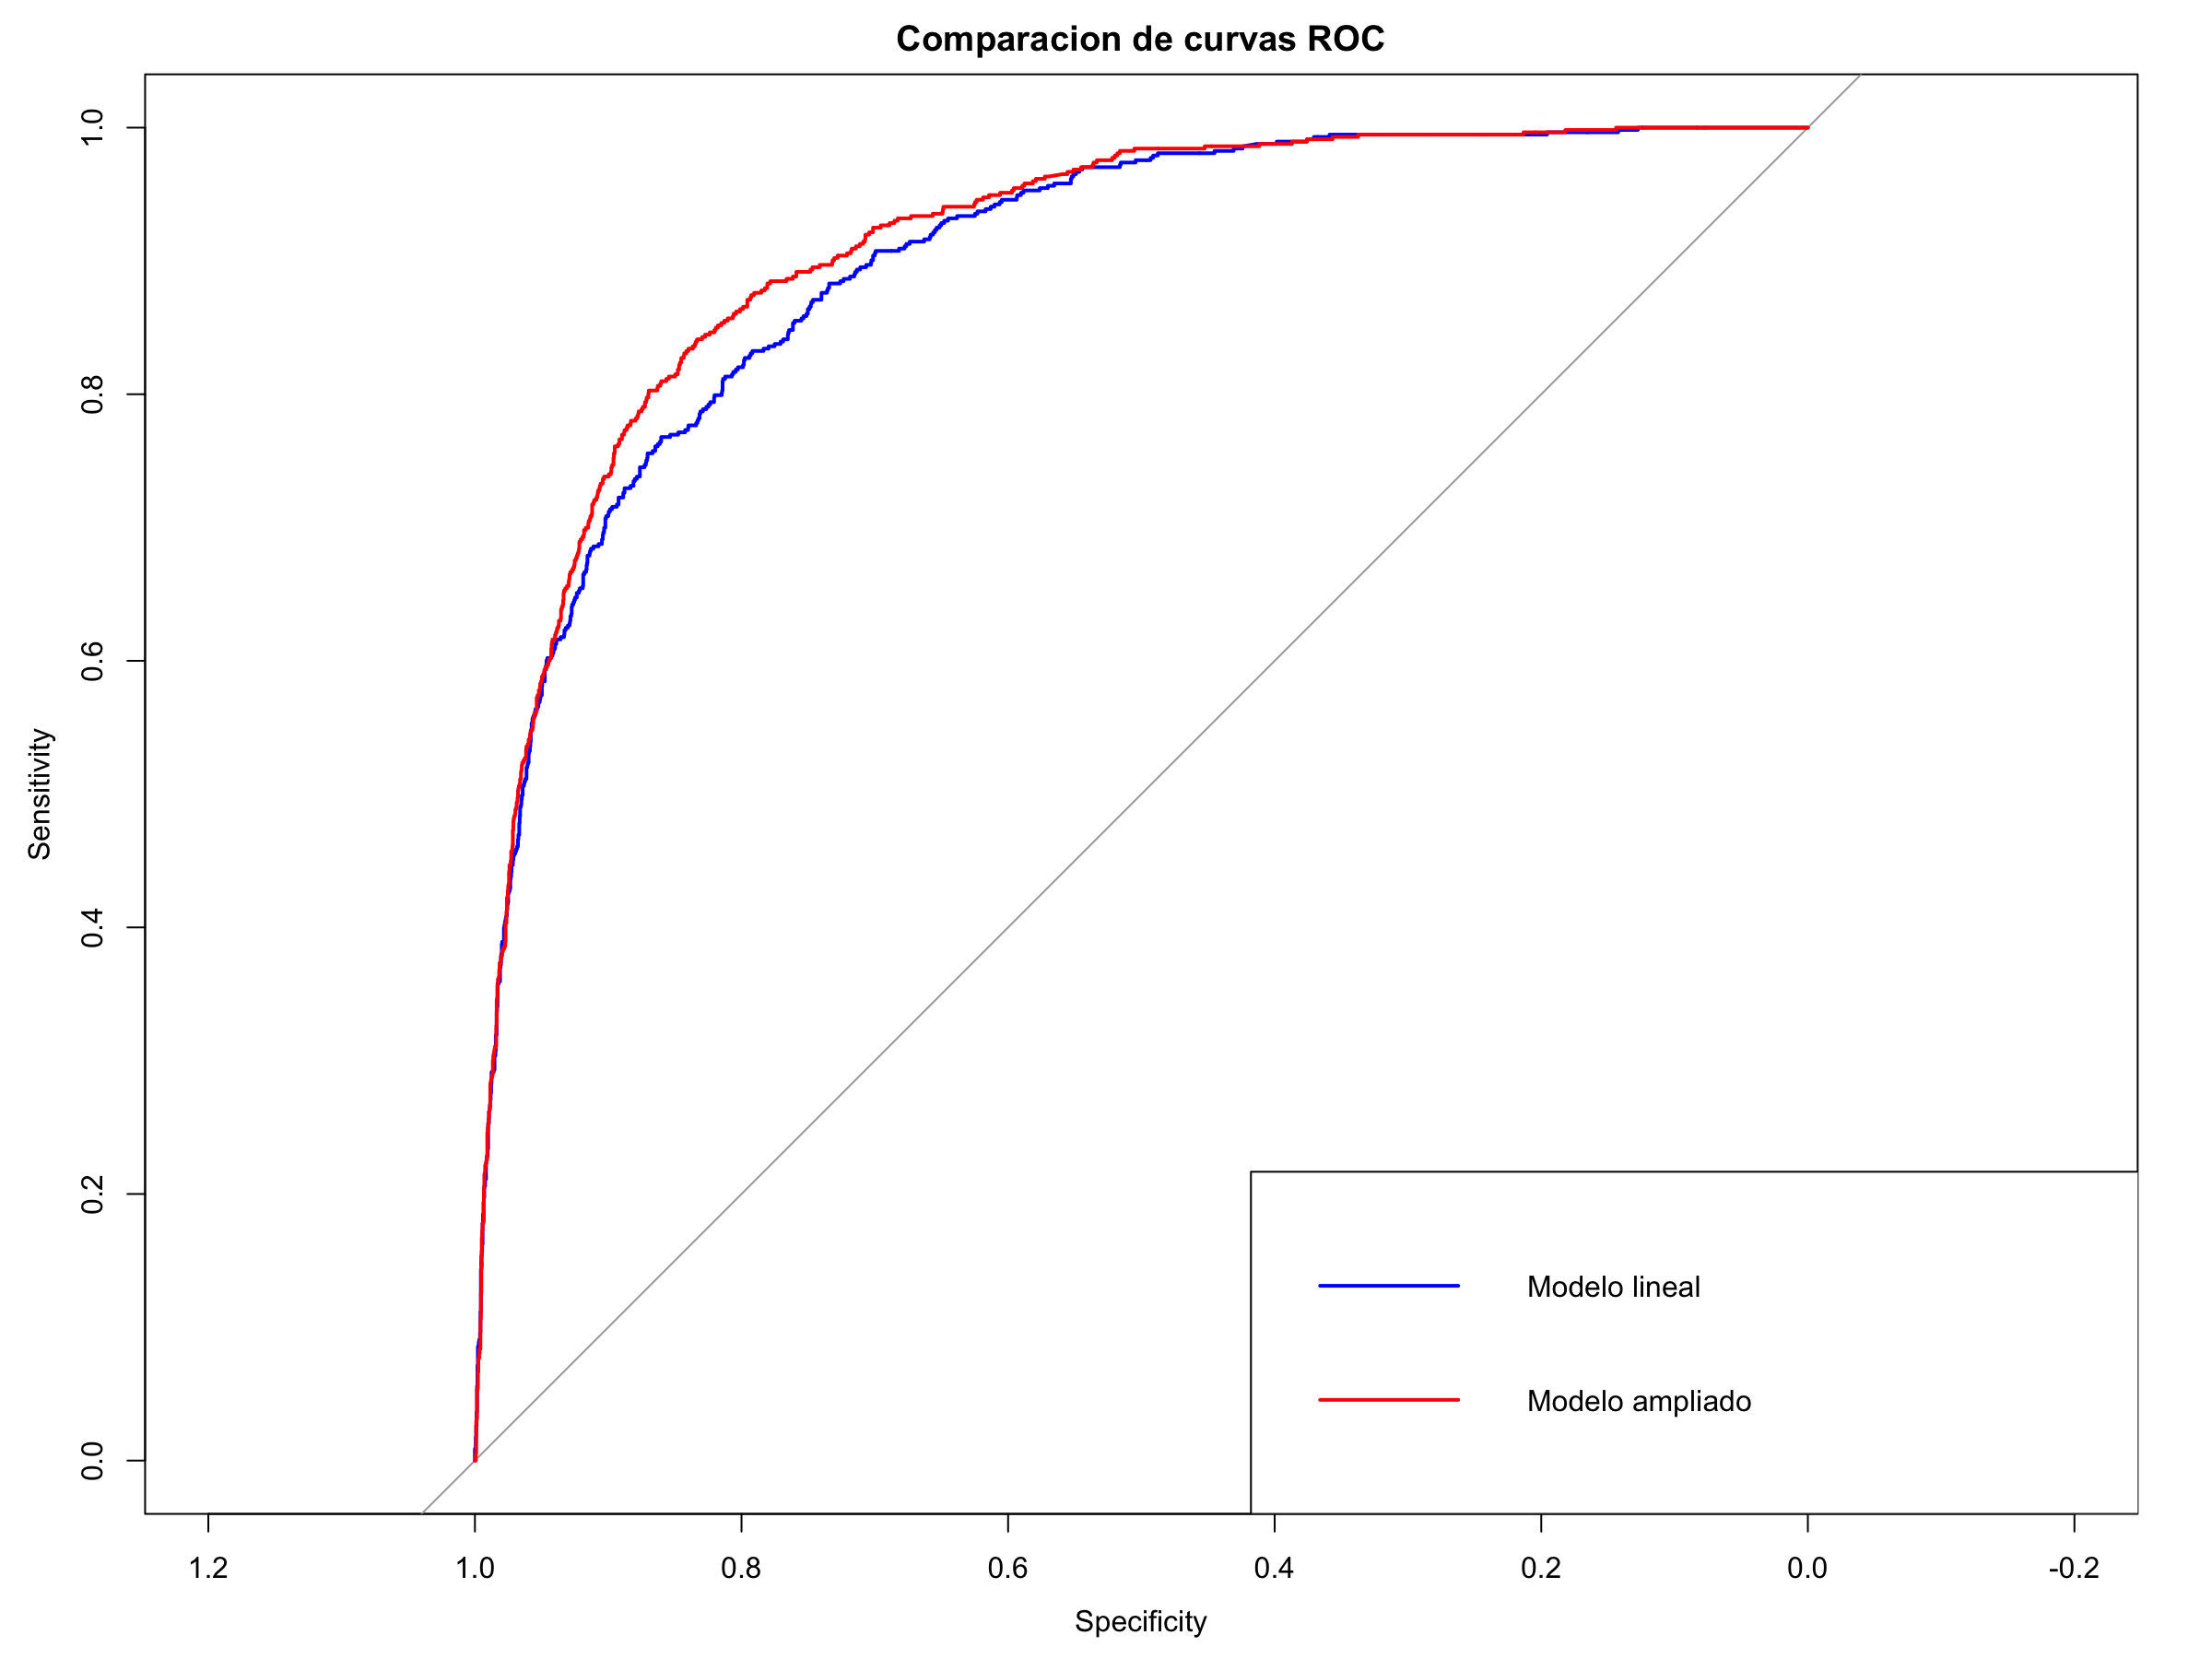 Comparacion de curvas ROC
1.0
0.8
0.6
0.4
0.2
0.0
Sensitivity
Modelo lineal
Modelo ampliado
1.2 1.0 0.8 0.6 0.4 0.2 0.0 -0.2
Specificity